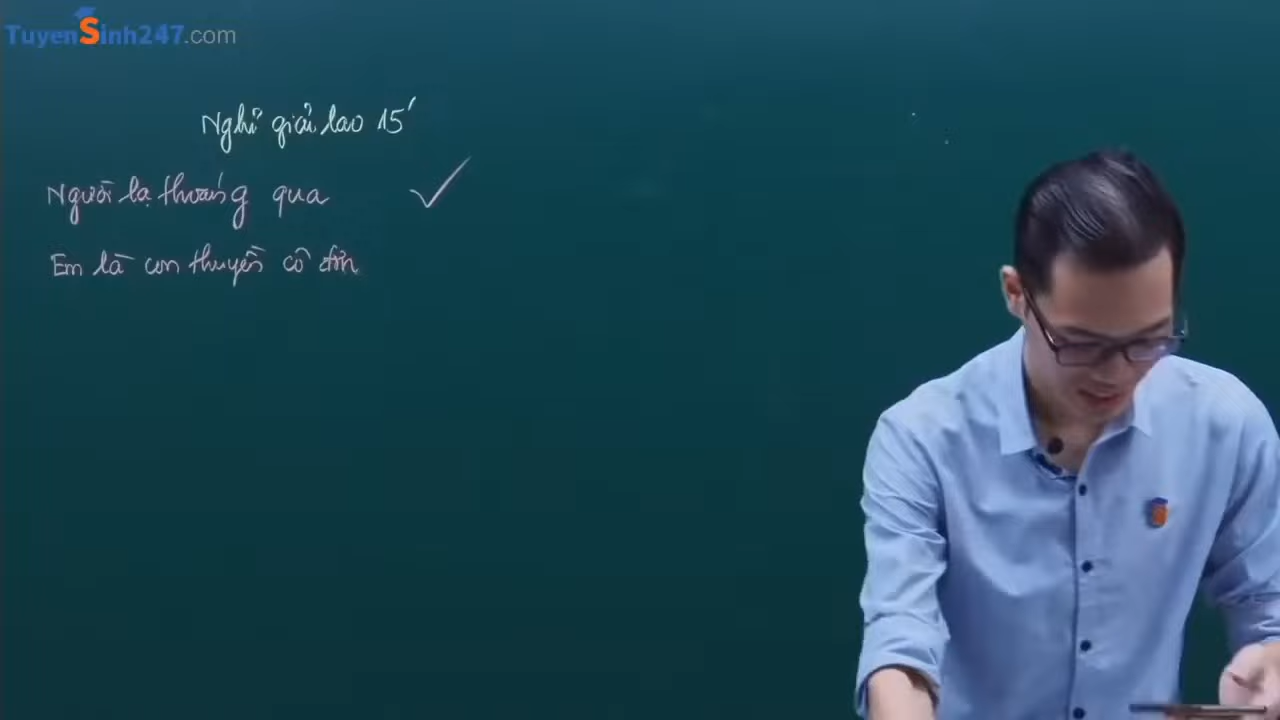 TuyenSinh247.com
Nghỉ giải lao 15'
Người lạ thoáng qua
Em là con thuyền cô đơn